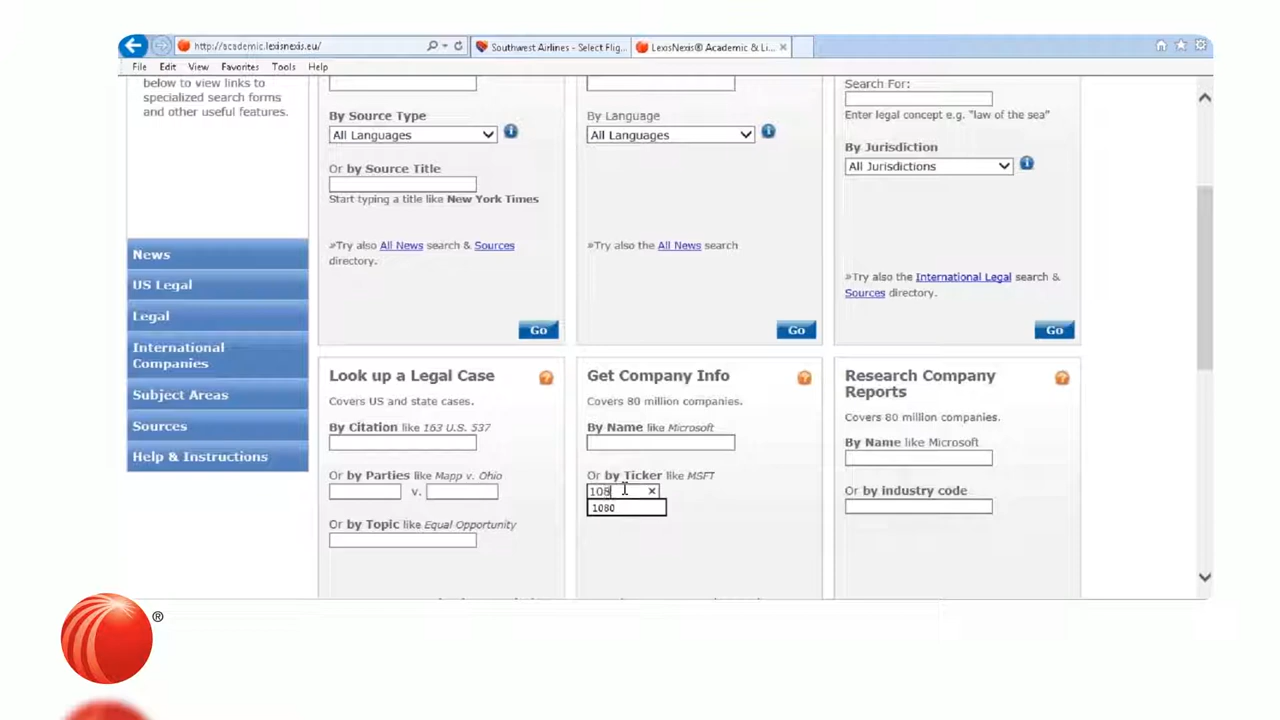 http://academic.lexisnexis.eu/
Southwest Airlines - Select Flig...
LexisNexis® Academic & Li...
File Edit View Favorites Tools Help
below to view links to
specialized search forms
and other useful features.
News
US Legal
Legal
International
Companies
Subject Areas
Sources
Help & Instructions
By Source Type
All Languages
Or by Source Title
Start typing a title like New York Times
»Try also All News search & Sources
directory.
Go
By Language
All Languages
»Try also the All News search
Go
Search For:
Enter legal concept e.g. "law of the sea"
By Jurisdiction
All Jurisdictions
»Try also the International Legal search &
Sources directory.
Go
Look up a Legal Case
Covers US and state cases.
By Citation like 163 U.S. 537
Or by Parties like Mapp v. Ohio
v.
Or by Topic like Equal Opportunity
Get Company Info
Covers 80 million companies.
By Name like Microsoft
Or by Ticker like MSFT
108
1080
Research Company
Reports
Covers 80 million companies.
By Name like Microsoft
Or by industry code
®